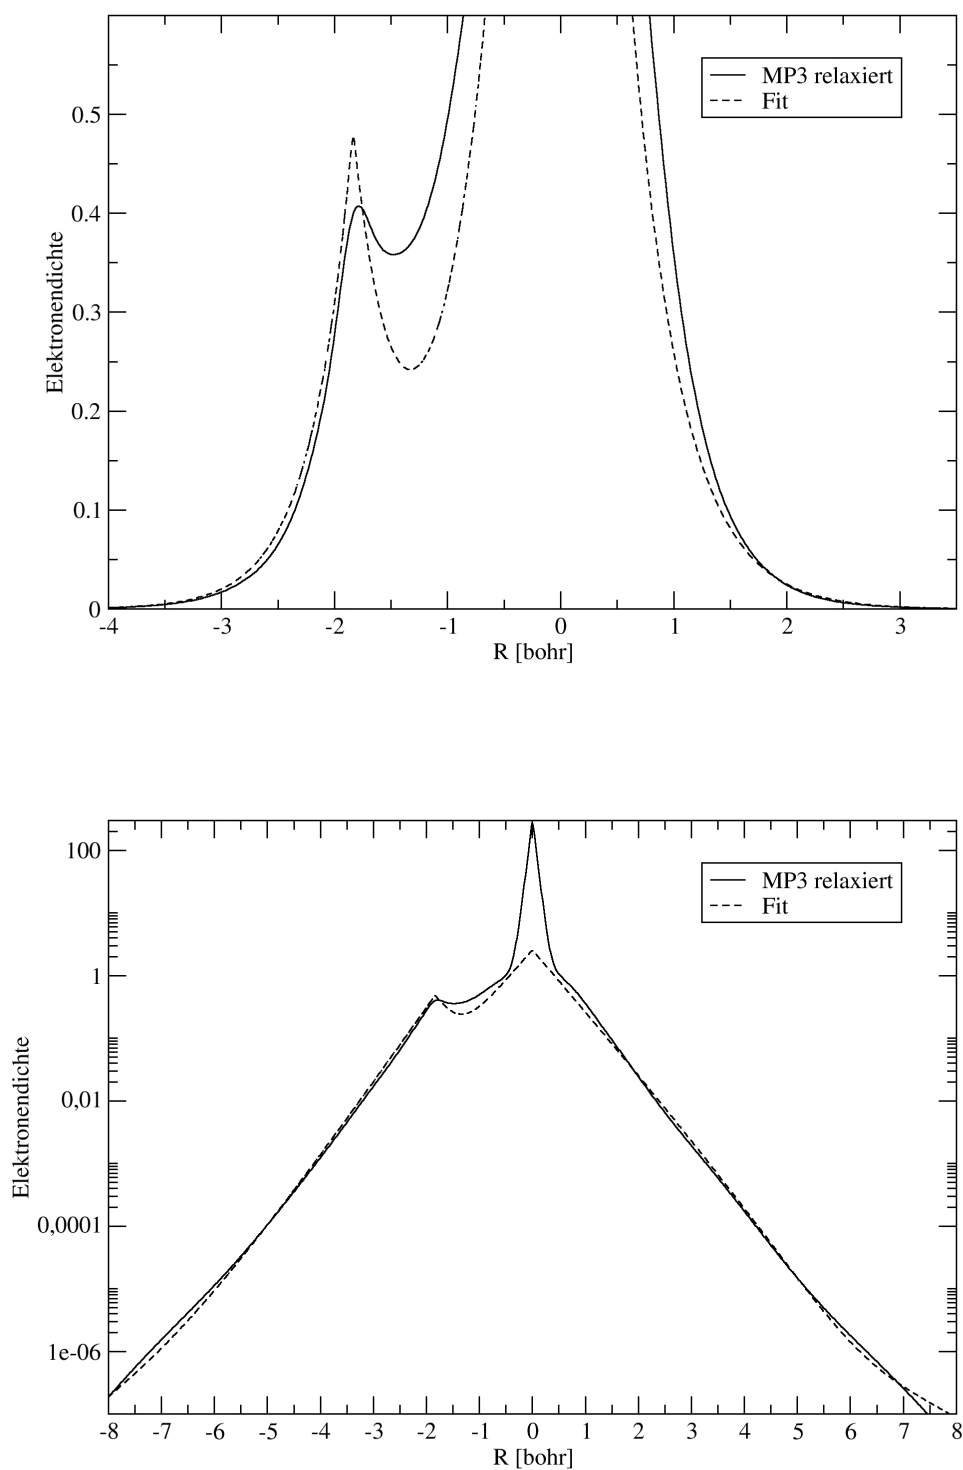 MP3 relaxiert
Fit
0.5
0.4
0.3
0.2
0.1
0
Elektronendichte
-4 -3 -2 -1 0 1 2 3
R [bohr]
MP3 relaxiert
Fit
100
1
0,01
0,0001
1e-06
Elektronendichte
-8 -7 -6 -5 -4 -3 -2 -1 0 1 2 3 4 5 6 7 8
R [bohr]